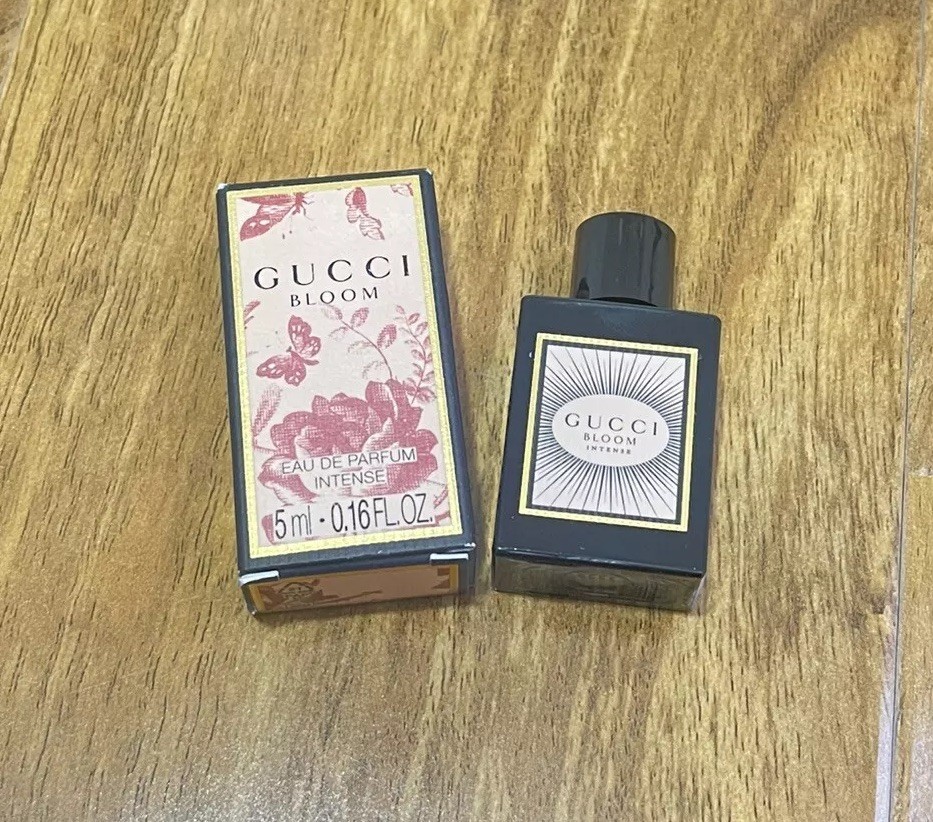 GUCCI
BLOOM
EAU DE PARFUM
INTENSE
5 ml · 0.16 FL.OZ.
GUCCI
BLOOM
INTENSE